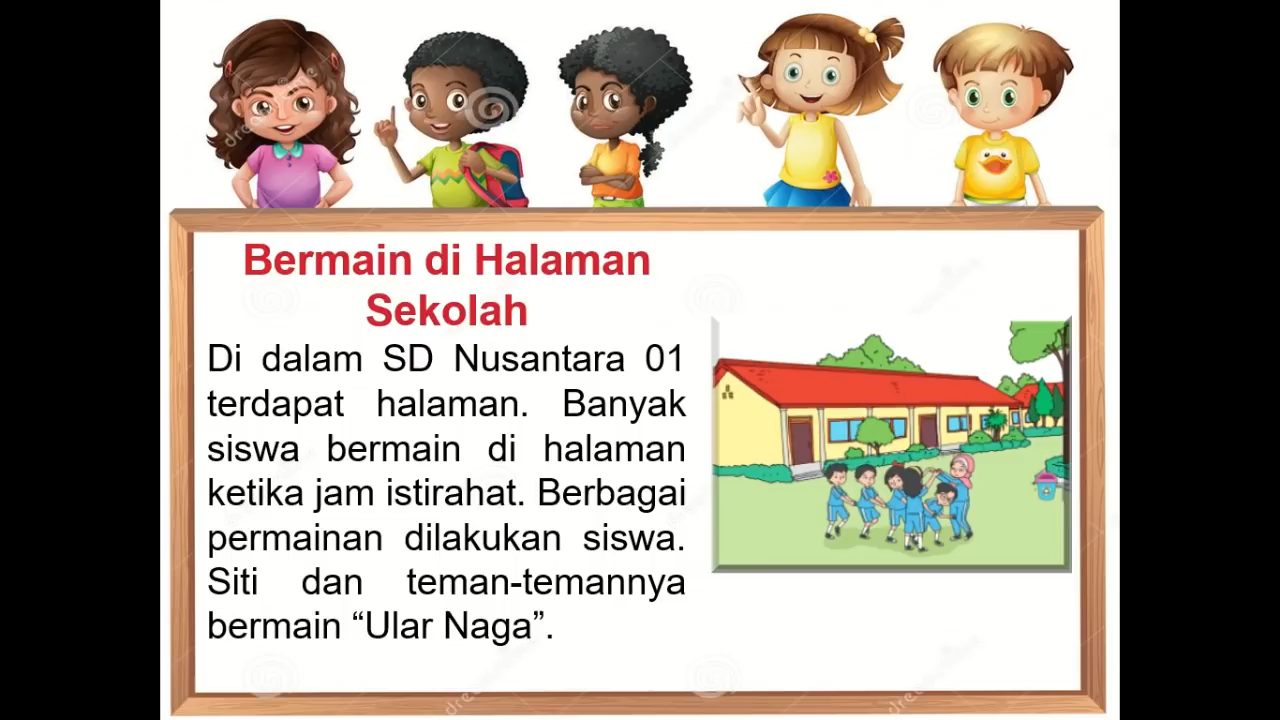 Bermain di Halaman
Sekolah
Di dalam SD Nusantara 01
terdapat halaman. Banyak
siswa bermain di halaman
ketika jam istirahat. Berbagai
permainan dilakukan siswa.
Siti dan teman-temannya
bermain “Ular Naga”.